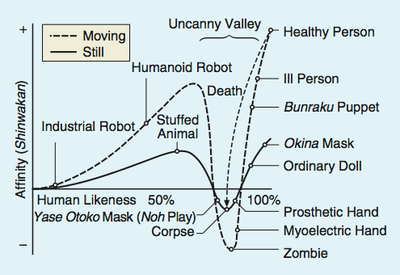 +
Moving
Still
Uncanny Valley
Healthy Person
Humanoid Robot
Death
Ill Person
Bunraku Puppet
Stuffed
Animal
Industrial Robot
Okina Mask
Ordinary Doll
Affinity (Shinwakan)
Human Likeness 50% 100%
Yase Otoko Mask (Noh Play)
Corpse
Prosthetic Hand
Myoelectric Hand
Zombie
−